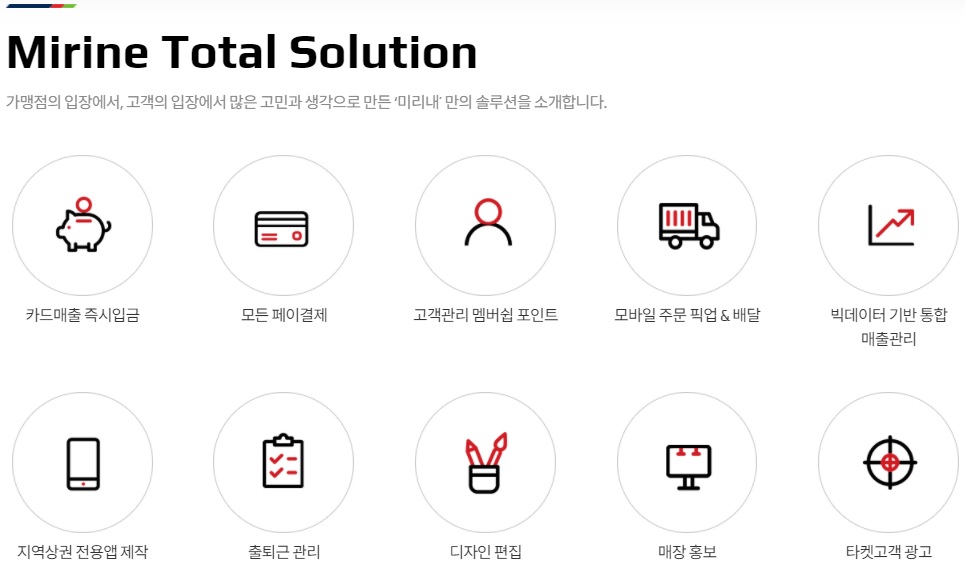 Mirine Total Solution
가맹점의 입장에서, 고객의 입장에서 많은 고민과 생각으로 만든 ‘미리내’ 만의 솔루션을 소개합니다.
카드매출 즉시입금
모든 페이결제
고객관리 멤버쉽 포인트
모바일 주문 픽업 & 배달
빅데이터 기반 통합
매출관리
지역상권 전용앱 제작
출퇴근 관리
디자인 편집
매장 홍보
타켓고객 광고